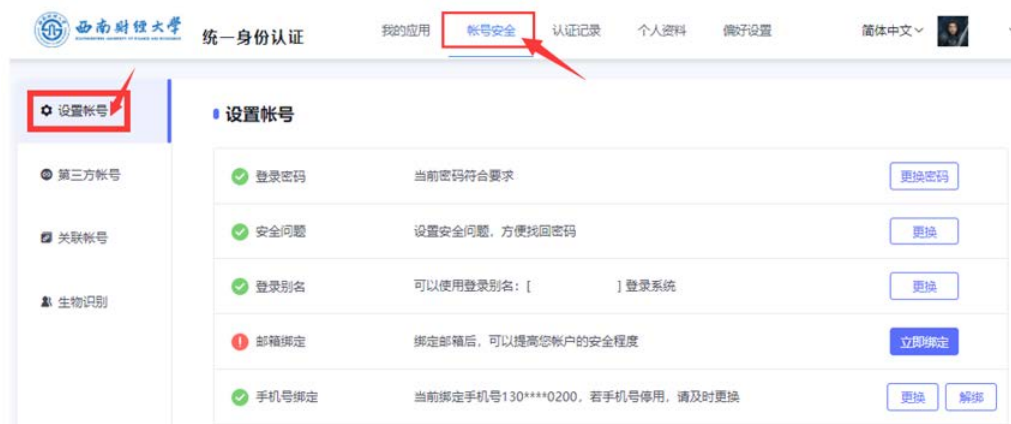 西南财经大学 统一身份认证 我的应用 帐号安全 认证记录 个人资料 偏好设置 简体中文
设置帐号
第三方帐号
关联帐号
生物识别
设置帐号
登录密码 当前密码符合要求 更换密码
安全问题 设置安全问题，方便找回密码 更换
登录别名 可以使用登录别名：[ ] 登录系统 更换
邮箱绑定 绑定邮箱后，可以提高您帐户的安全程度 立即绑定
手机号绑定 当前绑定手机号130****0200，若手机号停用，请及时更换 更换 解绑